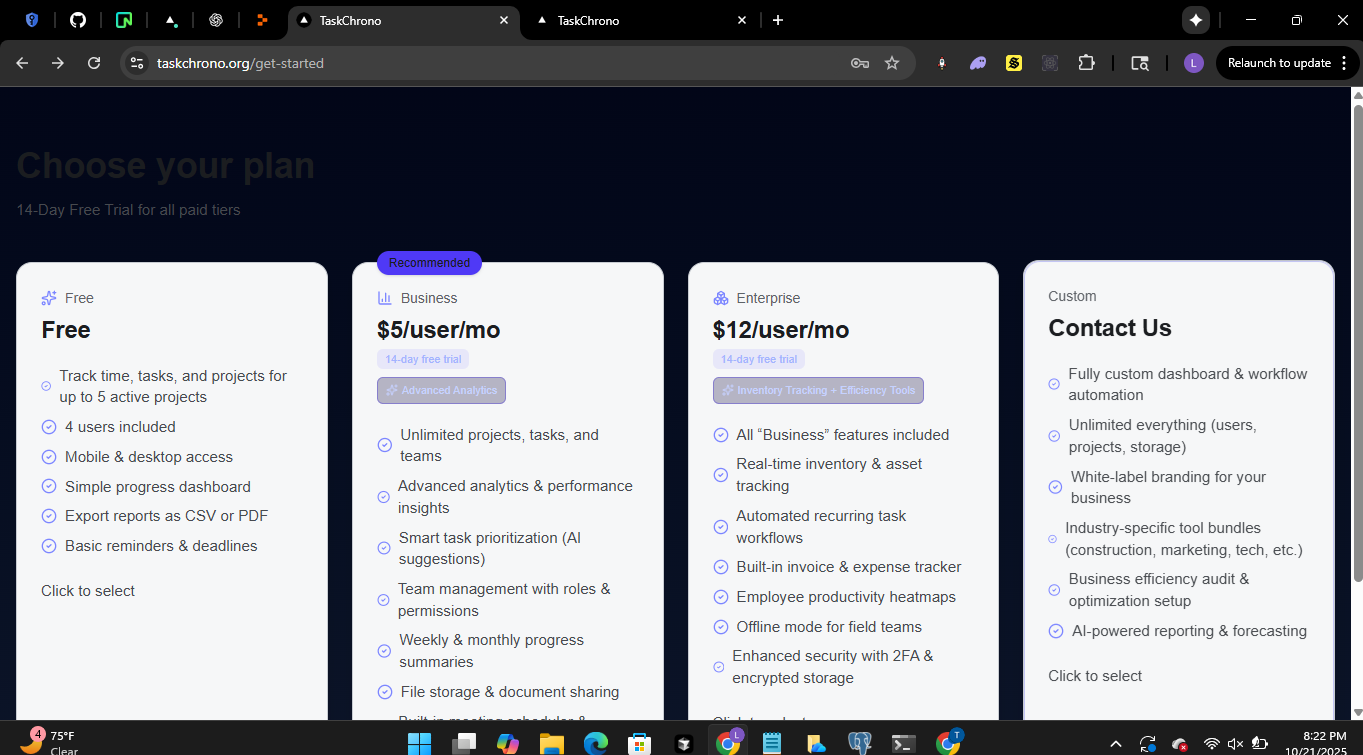 TaskChrono
TaskChrono
taskchrono.org/get-started
L
Relaunch to update
Choose your plan
14-Day Free Trial for all paid tiers
Free
Free
Track time, tasks, and projects for
up to 5 active projects
4 users included
Mobile & desktop access
Simple progress dashboard
Export reports as CSV or PDF
Basic reminders & deadlines
Click to select
Recommended
Business
$5/user/mo
14-day free trial
Advanced Analytics
Unlimited projects, tasks, and
teams
Advanced analytics & performance
insights
Smart task prioritization (AI
suggestions)
Team management with roles &
permissions
Weekly & monthly progress
summaries
File storage & document sharing
Built-in meeting scheduler &
Enterprise
$12/user/mo
14-day free trial
Inventory Tracking + Efficiency Tools
All “Business” features included
Real-time inventory & asset
tracking
Automated recurring task
workflows
Built-in invoice & expense tracker
Employee productivity heatmaps
Offline mode for field teams
Enhanced security with 2FA &
encrypted storage
Click to select
Custom
Contact Us
Fully custom dashboard & workflow
automation
Unlimited everything (users,
projects, storage)
White-label branding for your
business
Industry-specific tool bundles
(construction, marketing, tech, etc.)
Business efficiency audit &
optimization setup
AI-powered reporting & forecasting
Click to select
4
75°F
Clear
L
T
8:22 PM
10/21/2025